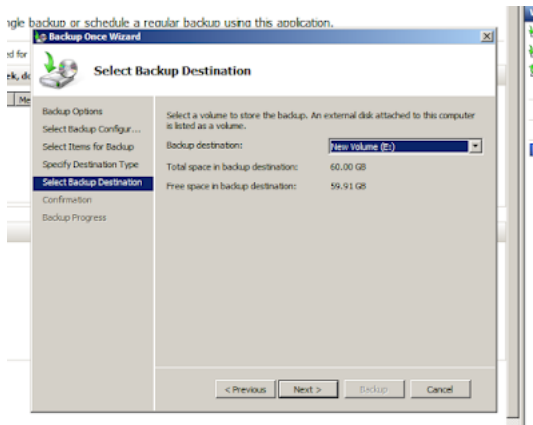 ngle backup or schedule a regular backup using this application.
Backup Once Wizard
ed for
Select Backup Destination
ek, do
Me
Backup Options
Select Backup Configur...
Select Items for Backup
Specify Destination Type
Select Backup Destination
Confirmation
Backup Progress
Select a volume to store the backup. An external disk attached to this computer
is listed as a volume.
Backup destination: New Volume (E:)
Total space in backup destination: 60.00 GB
Free space in backup destination: 59.91 GB
< Previous Next > Backup Cancel